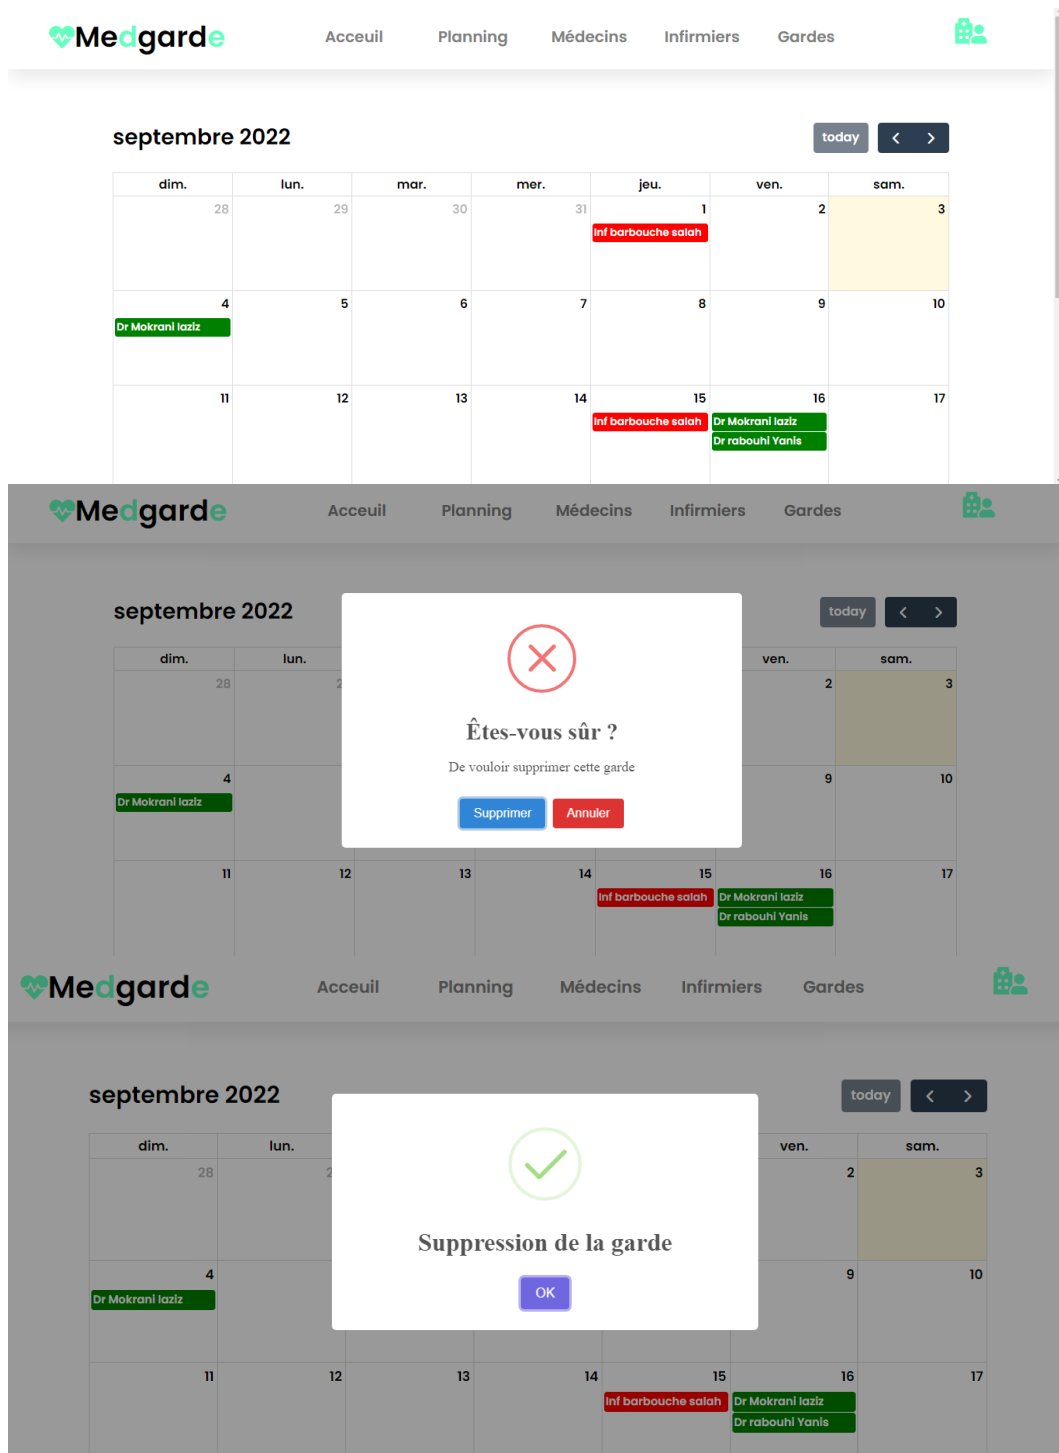 Medgarde Acceuil Planning Médecins Infirmiers Gardes
septembre 2022 today
dim. lun. mar. mer. jeu. ven. sam.
28 29 30 31 1 2 3
Inf barbouche salah
4 5 6 7 8 9 10
Dr Mokrani laziz
11 12 13 14 15 16 17
Inf barbouche salah Dr Mokrani laziz
Dr rabouhi Yanis
Medgarde Acceuil Planning Médecins Infirmiers Gardes
septembre 2022 today
dim. lun. ven. sam.
28 2 2 3
Êtes-vous sûr ?
De vouloir supprimer cette garde
Supprimer Annuler
4 9 10
Dr Mokrani laziz
11 12 13 14 15 16 17
Inf barbouche salah Dr Mokrani laziz
Dr rabouhi Yanis
Medgarde Acceuil Planning Médecins Infirmiers Gardes
septembre 2022 today
dim. lun. ven. sam.
28 2 2 3
Suppression de la garde
OK
4 9 10
Dr Mokrani laziz
11 12 13 14 15 16 17
Inf barbouche salah Dr Mokrani laziz
Dr rabouhi Yanis